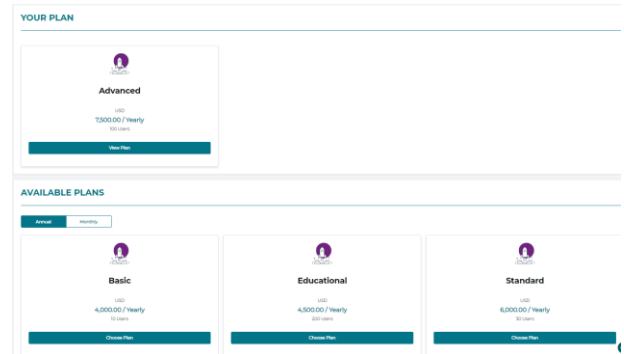 YOUR PLAN
Advanced
USD
7,500.00 / Yearly
100 Users
View Plan
AVAILABLE PLANS
Annual
Monthly
Basic
USD
4,000.00 / Yearly
10 Users
Choose Plan
Educational
USD
4,500.00 / Yearly
200 Users
Choose Plan
Standard
USD
6,000.00 / Yearly
30 Users
Choose Plan